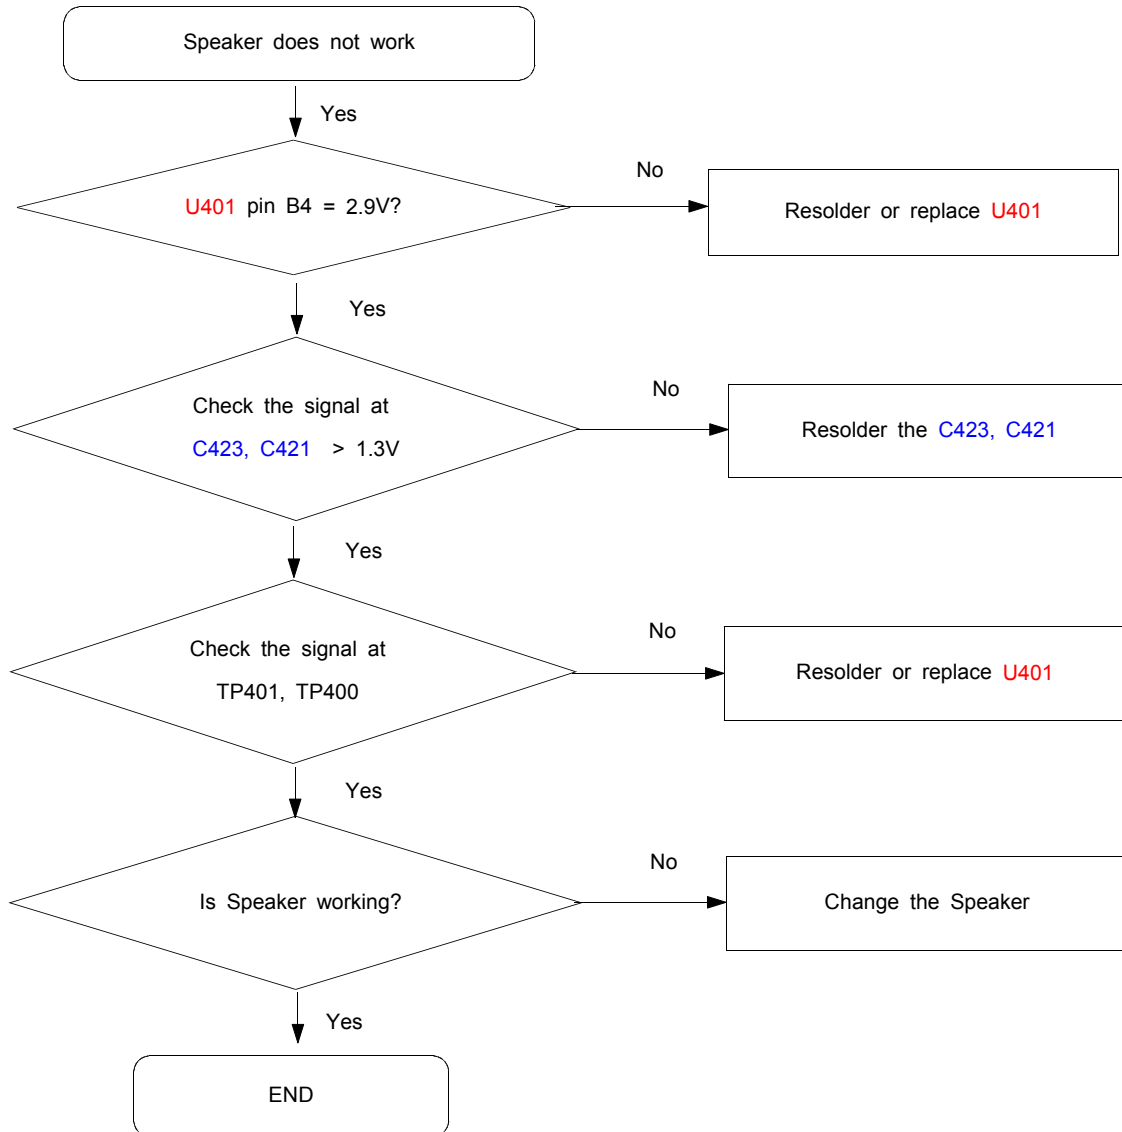 Speaker does not work
Yes
U401 pin B4 = 2.9V?
No
Resolder or replace U401
Yes
Check the signal at
C423, C421 > 1.3V
No
Resolder the C423, C421
Yes
Check the signal at
TP401, TP400
No
Resolder or replace U401
Yes
Is Speaker working?
No
Change the Speaker
Yes
END